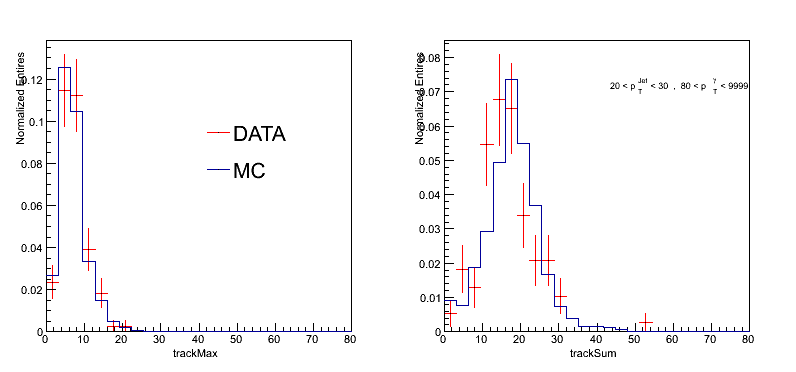 Normalized Entires
0.12
0.1
0.08
0.06
0.04
0.02
0
0 10 20 30 40 50 60 70 80
trackMax
DATA
MC
Normalized Entires
0.08
0.07
0.06
0.05
0.04
0.03
0.02
0.01
0
0 10 20 30 40 50 60 70 80
trackSum
20 < p_T^Jet < 30 , 80 < p_T^γ < 9999